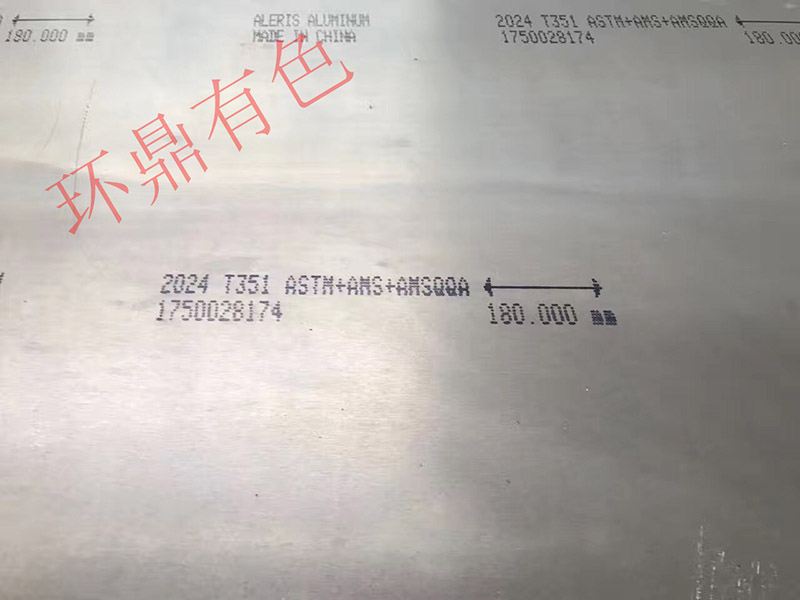 180.000 mm
ALERIS ALUMINUM
MADE IN CHINA
2024 T351 ASTM+AMS+AMSQQA
1750028174
180.00
环鼎有色
2024 T351 ASTM+AMS+AMSQQA
1750028174
180.000 mm